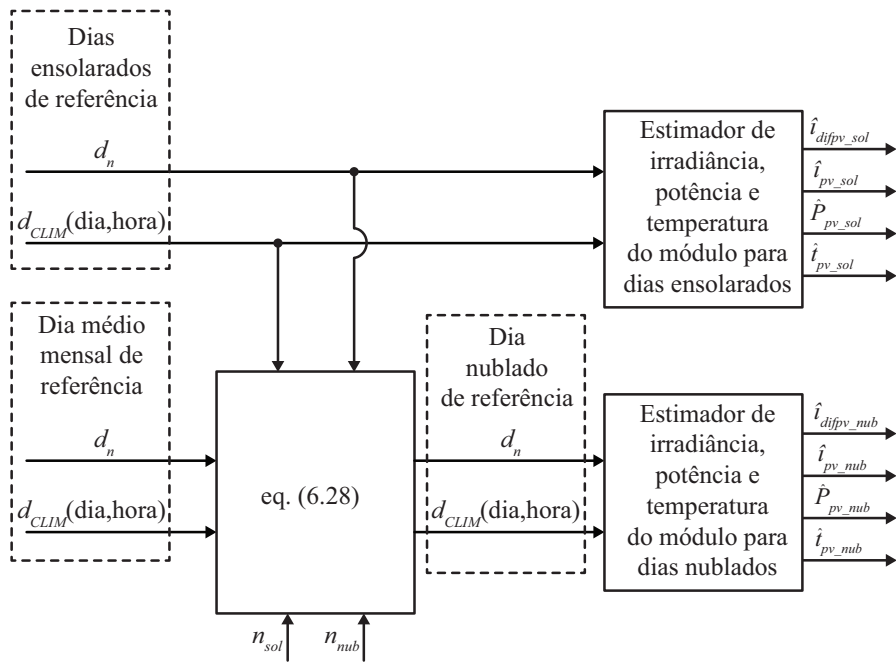 Dias
ensolarados
de referência
d_n
d_CLIM(dia,hora)
Estimador de
irradiância,
potência e
temperatura
do módulo para
dias ensolarados
î_difpv_sol
î_pv_sol
P̂_pv_sol
t̂_pv_sol
Dia médio
mensal de
referência
d_n
d_CLIM(dia,hora)
eq. (6.28)
n_sol
n_nub
Dia
nublado
de referência
d_n
d_CLIM(dia,hora)
Estimador de
irradiância,
potência e
temperatura
do módulo para
dias nublados
î_difpv_nub
î_pv_nub
P̂_pv_nub
t̂_pv_nub